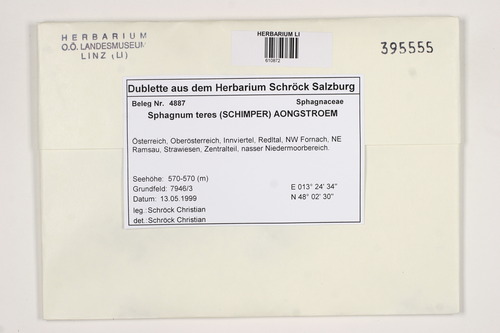 HERBARIUM
O.Ö. LANDESMUSEUM
LINZ (LI)
HERBARIUM LI
610872
395555
Dublette aus dem Herbarium Schröck Salzburg
Beleg Nr. 4887 Sphagnaceae
Sphagnum teres (SCHIMPER) AONGSTROEM
Österreich, Oberösterreich, Innviertel, Redltal, NW Fornach, NE
Ramsau, Strawiesen, Zentralteil, nasser Niedermoorbereich.
Seehöhe: 570-570 (m)
Grundfeld: 7946/3 E 013° 24' 34''
Datum: 13.05.1999 N 48° 02' 30''
leg.: Schröck Christian
det.: Schröck Christian